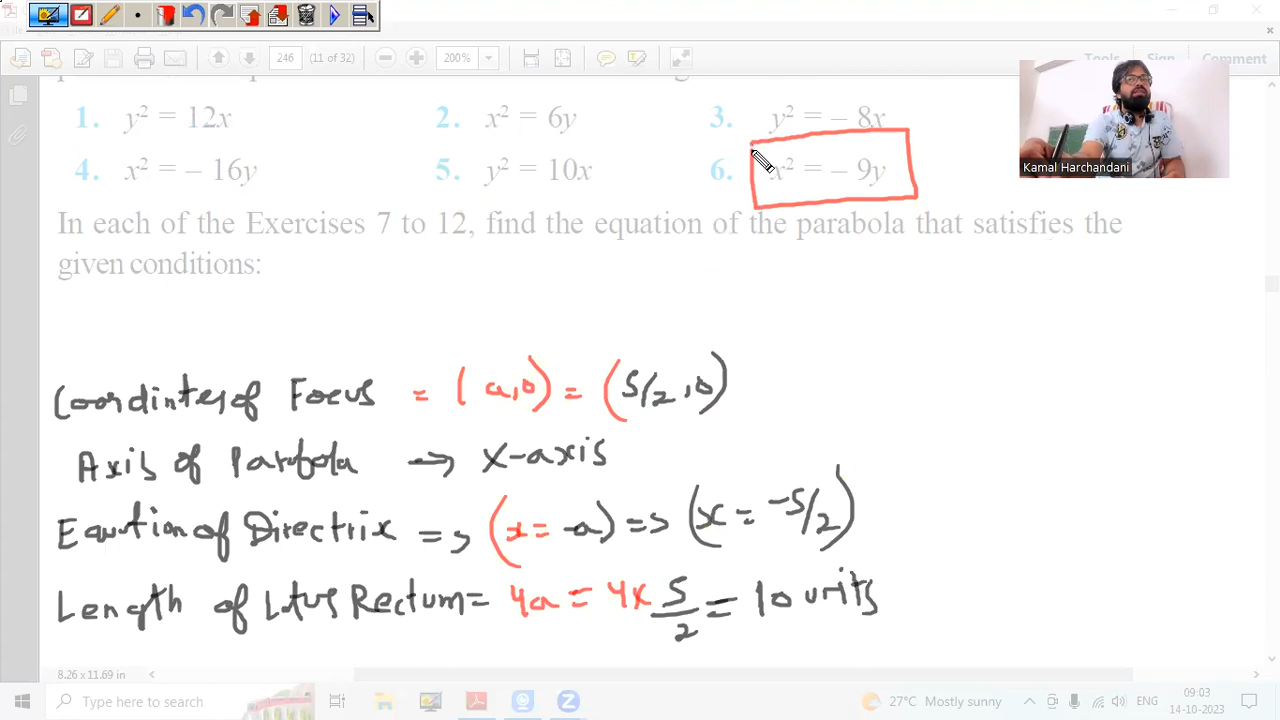 246 (11 of 32) 200% Tools Sign Comment
1. y² = 12x 2. x² = 6y 3. y² = – 8x
4. x² = – 16y 5. y² = 10x 6. x² = – 9y
Kamal Harchandani
In each of the Exercises 7 to 12, find the equation of the parabola that satisfies the
given conditions:
Coordintes of Focus = (a,0) = (5/2, 0)
Axis of Parabola → X-axis
Equation of Directrix => (x = -a) => (x = -5/2)
Length of Latus Rectum = 4a = 4x 5/2 = 10 units
8.26 x 11.69 in
Type here to search 27°C Mostly sunny ENG 09:03
14-10-2023